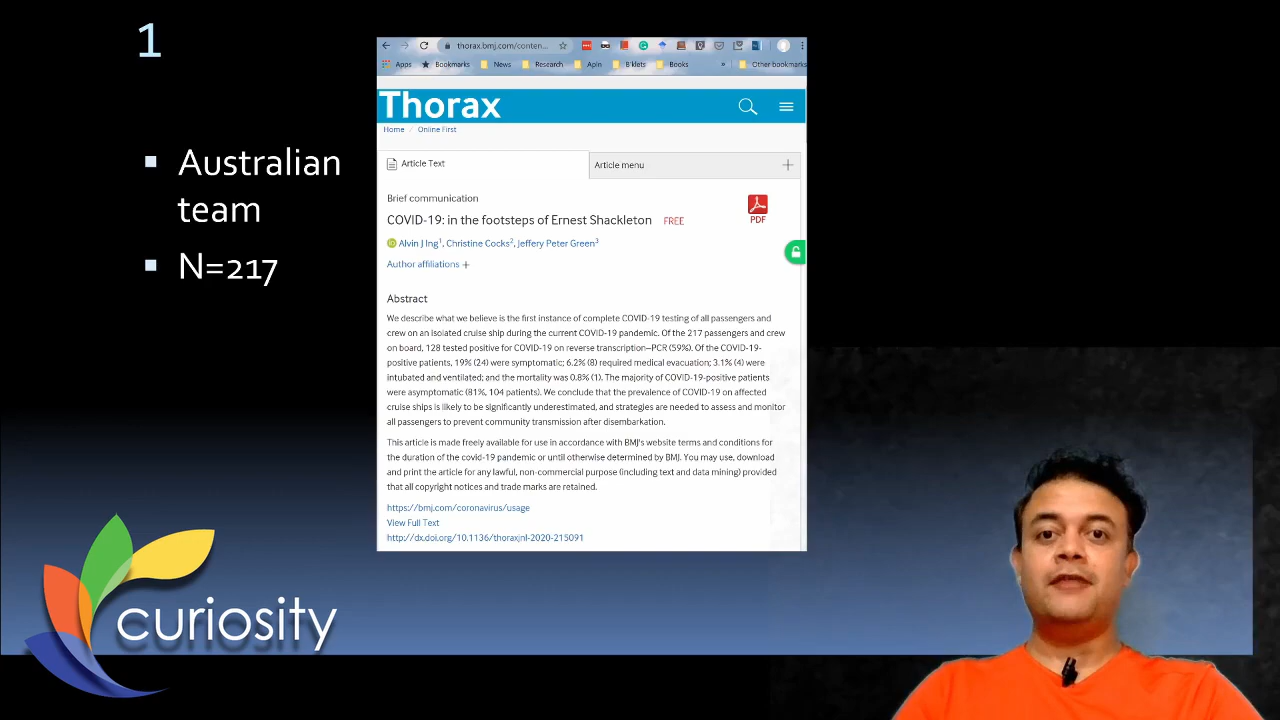 1
▪ Australian
team
▪ N=217
thorax.bmj.com/conten...
Apps Bookmarks News Research Apin B'klets Books » Other bookmarks
Thorax
Home / Online First
Article Text
Article menu
Brief communication
COVID-19: in the footsteps of Ernest Shackleton FREE
PDF
Alvin J Ing1, Christine Cocks2, Jeffery Peter Green3
Author affiliations +
Abstract
We describe what we believe is the first instance of complete COVID-19 testing of all passengers and
crew on an isolated cruise ship during the current COVID-19 pandemic. Of the 217 passengers and crew
on board, 128 tested positive for COVID-19 on reverse transcription–PCR (59%). Of the COVID-19-
positive patients, 19% (24) were symptomatic; 6.2% (8) required medical evacuation; 3.1% (4) were
intubated and ventilated; and the mortality was 0.8% (1). The majority of COVID-19-positive patients
were asymptomatic (81%, 104 patients). We conclude that the prevalence of COVID-19 on affected
cruise ships is likely to be significantly underestimated, and strategies are needed to assess and monitor
all passengers to prevent community transmission after disembarkation.
This article is made freely available for use in accordance with BMJ's website terms and conditions for
the duration of the covid-19 pandemic or until otherwise determined by BMJ. You may use, download
and print the article for any lawful, non-commercial purpose (including text and data mining) provided
that all copyright notices and trade marks are retained.
https://bmj.com/coronavirus/usage
View Full Text
http://dx.doi.org/10.1136/thoraxjnl-2020-215091
curiosity